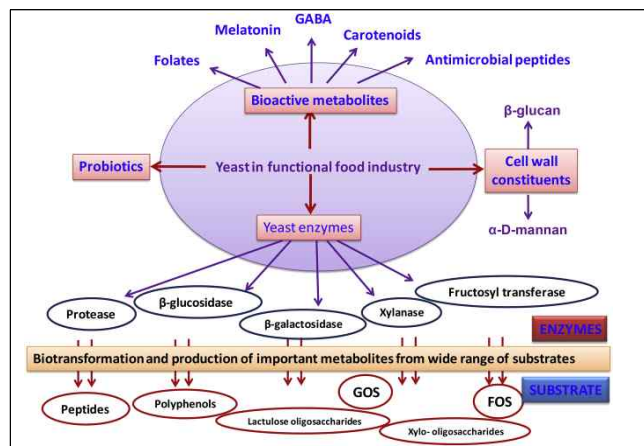 GABA
Melatonin
Carotenoids
Folates
Antimicrobial peptides
Bioactive metabolites
β-glucan
Probiotics
Yeast in functional food industry
Cell wall
constituents
Yeast enzymes
α-D-mannan
Protease
β-glucosidase
β-galactosidase
Xylanase
Fructosyl transferase
ENZYMES
Biotransformation and production of important metabolites from wide range of substrates
Peptides
Polyphenols
Lactulose oligosaccharides
GOS
Xylo- oligosaccharides
FOS
SUBSTRATE